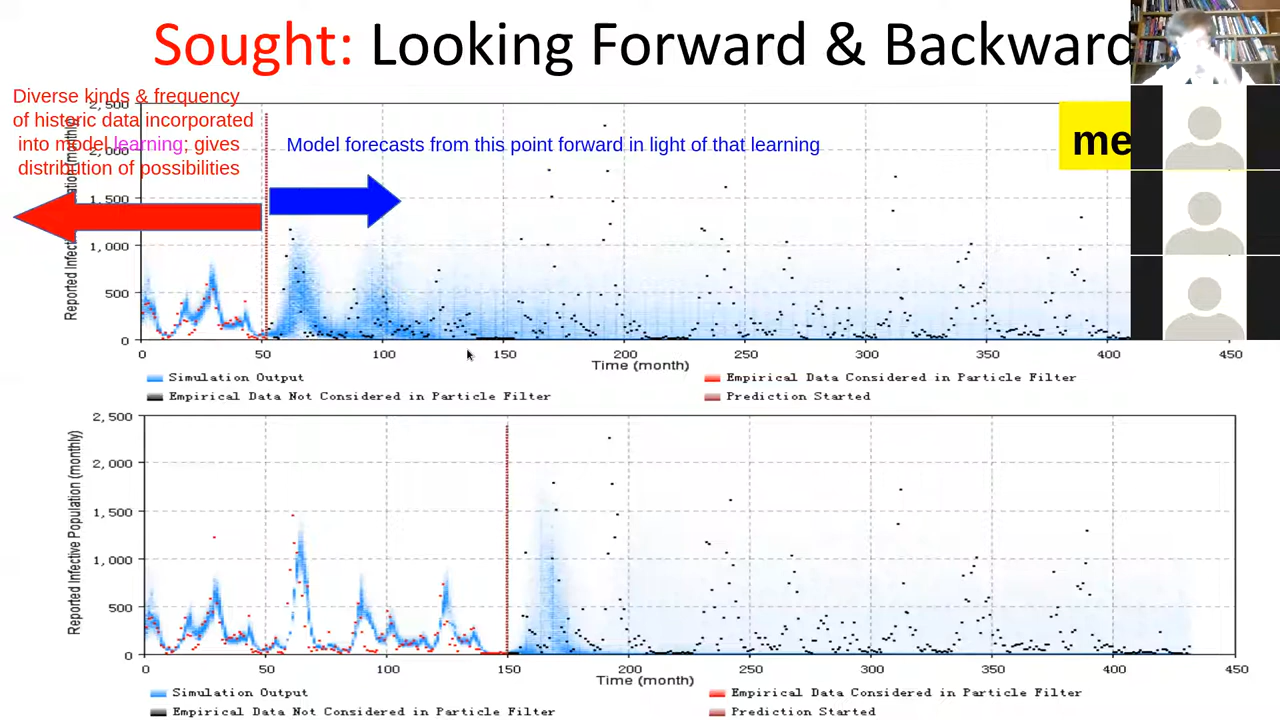 Sought: Looking Forward & Backward
Diverse kinds & frequency
of historic data incorporated
into model learning; gives
distribution of possibilities
Model forecasts from this point forward in light of that learning
me
2,500
2,000
1,500
1,000
500
0
(monthly)
Reported Infecti
0 50 100 150 200 250 300 350 400 450
Time (month)
Simulation Output
Empirical Data Considered in Particle Filter
Empirical Data Not Considered in Particle Filter
Prediction Started
2,500
2,000
1,500
1,000
500
0
Reported Infective Population (monthly)
0 50 100 150 200 250 300 350 400 450
Time (month)
Simulation Output
Empirical Data Considered in Particle Filter
Empirical Data Not Considered in Particle Filter
Prediction Started